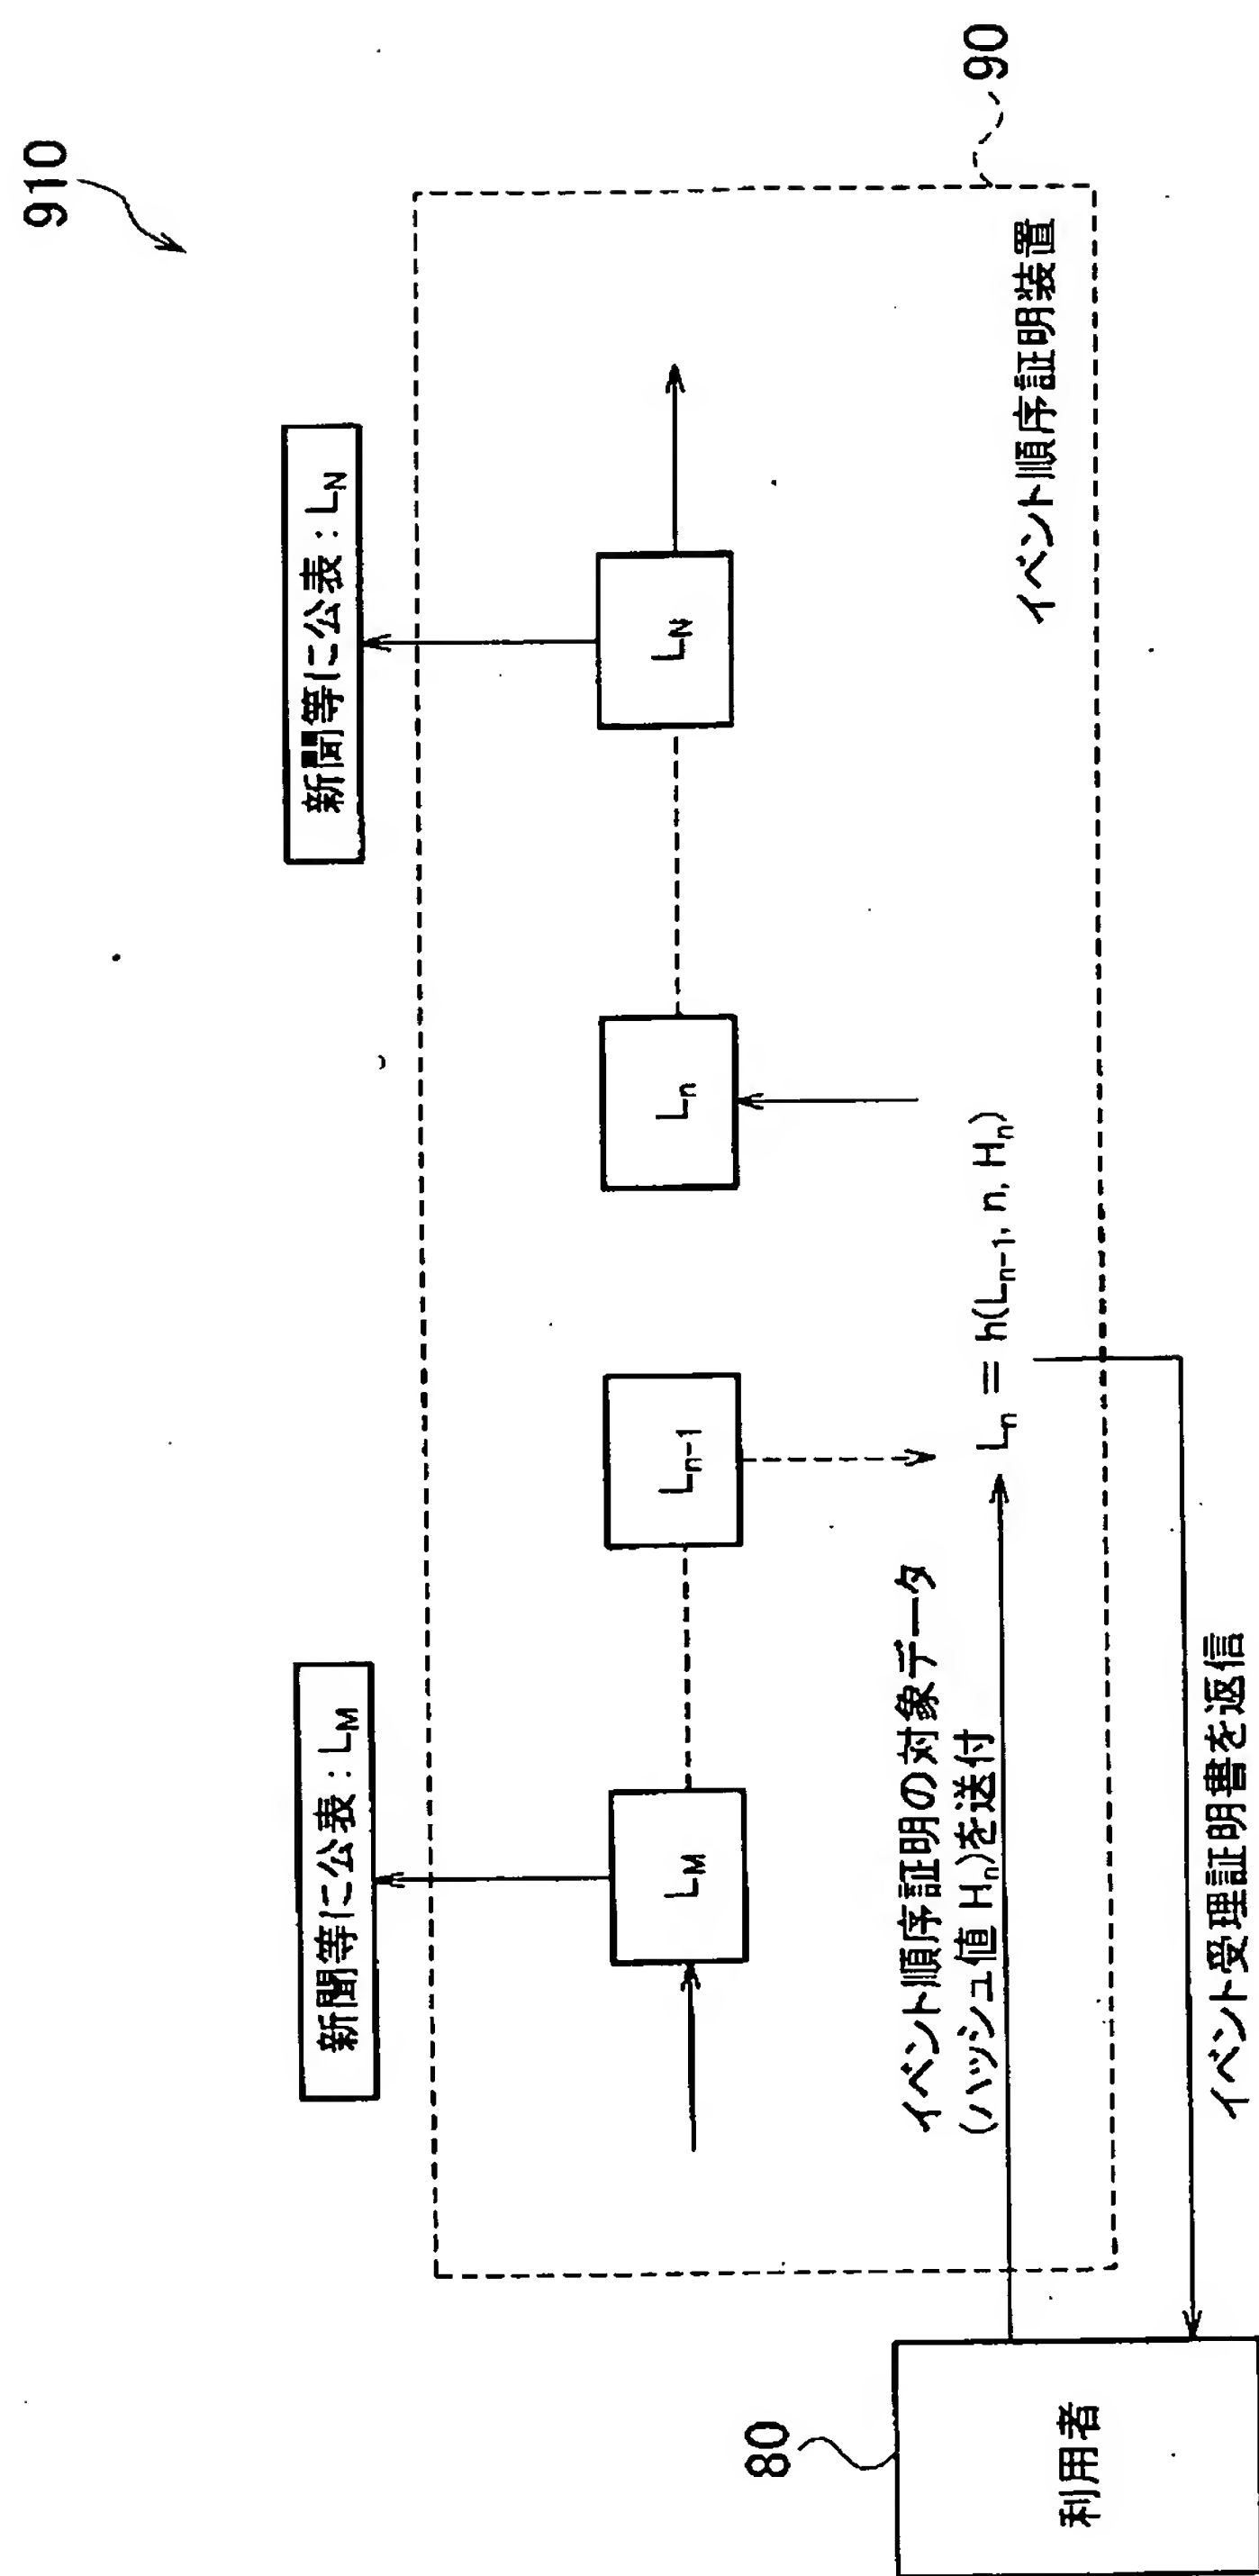 910
新聞等に公表：L_M
新聞等に公表：L_N
L_M
L_{n-1}
L_n
L_N
イベント順序証明の対象データ
(ハッシュ値 H_n)を送付
L_n = h(L_{n-1}, n, H_n)
イベント順序証明装置
90
80
利用者
イベント受理証明書を返信